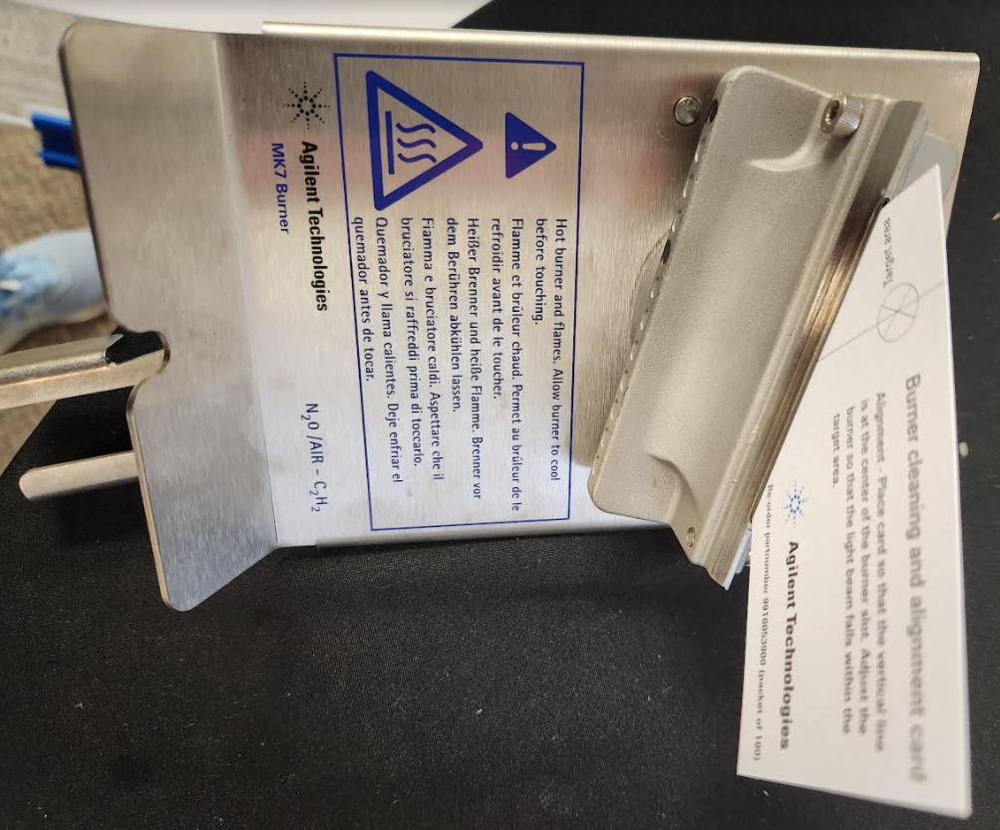 Agilent Technologies
MK7 Burner
Hot burner and flames. Allow burner to cool
before touching.
Flamme et brûleur chaud. Permet au brûleur de le
refroidir avant de le toucher.
Heißer Brenner und heiße Flamme. Brenner vor
dem Berühren abkühlen lassen.
Fiamma e bruciatore caldi. Aspettare che il
bruciatore si raffreddi prima di toccarlo.
Quemador y llama calientes. Deje enfriar el
quemador antes de tocar.
N₂O /AIR - C₂H₂
Target area
Burner cleaning and alignment card
Alignment - Place card so that the vertical line
is at the center of the burner slot. Adjust the
burner so that the light beam falls within the
target area.
Agilent Technologies
Re-order partnumber 9910053900 (packet of 100)